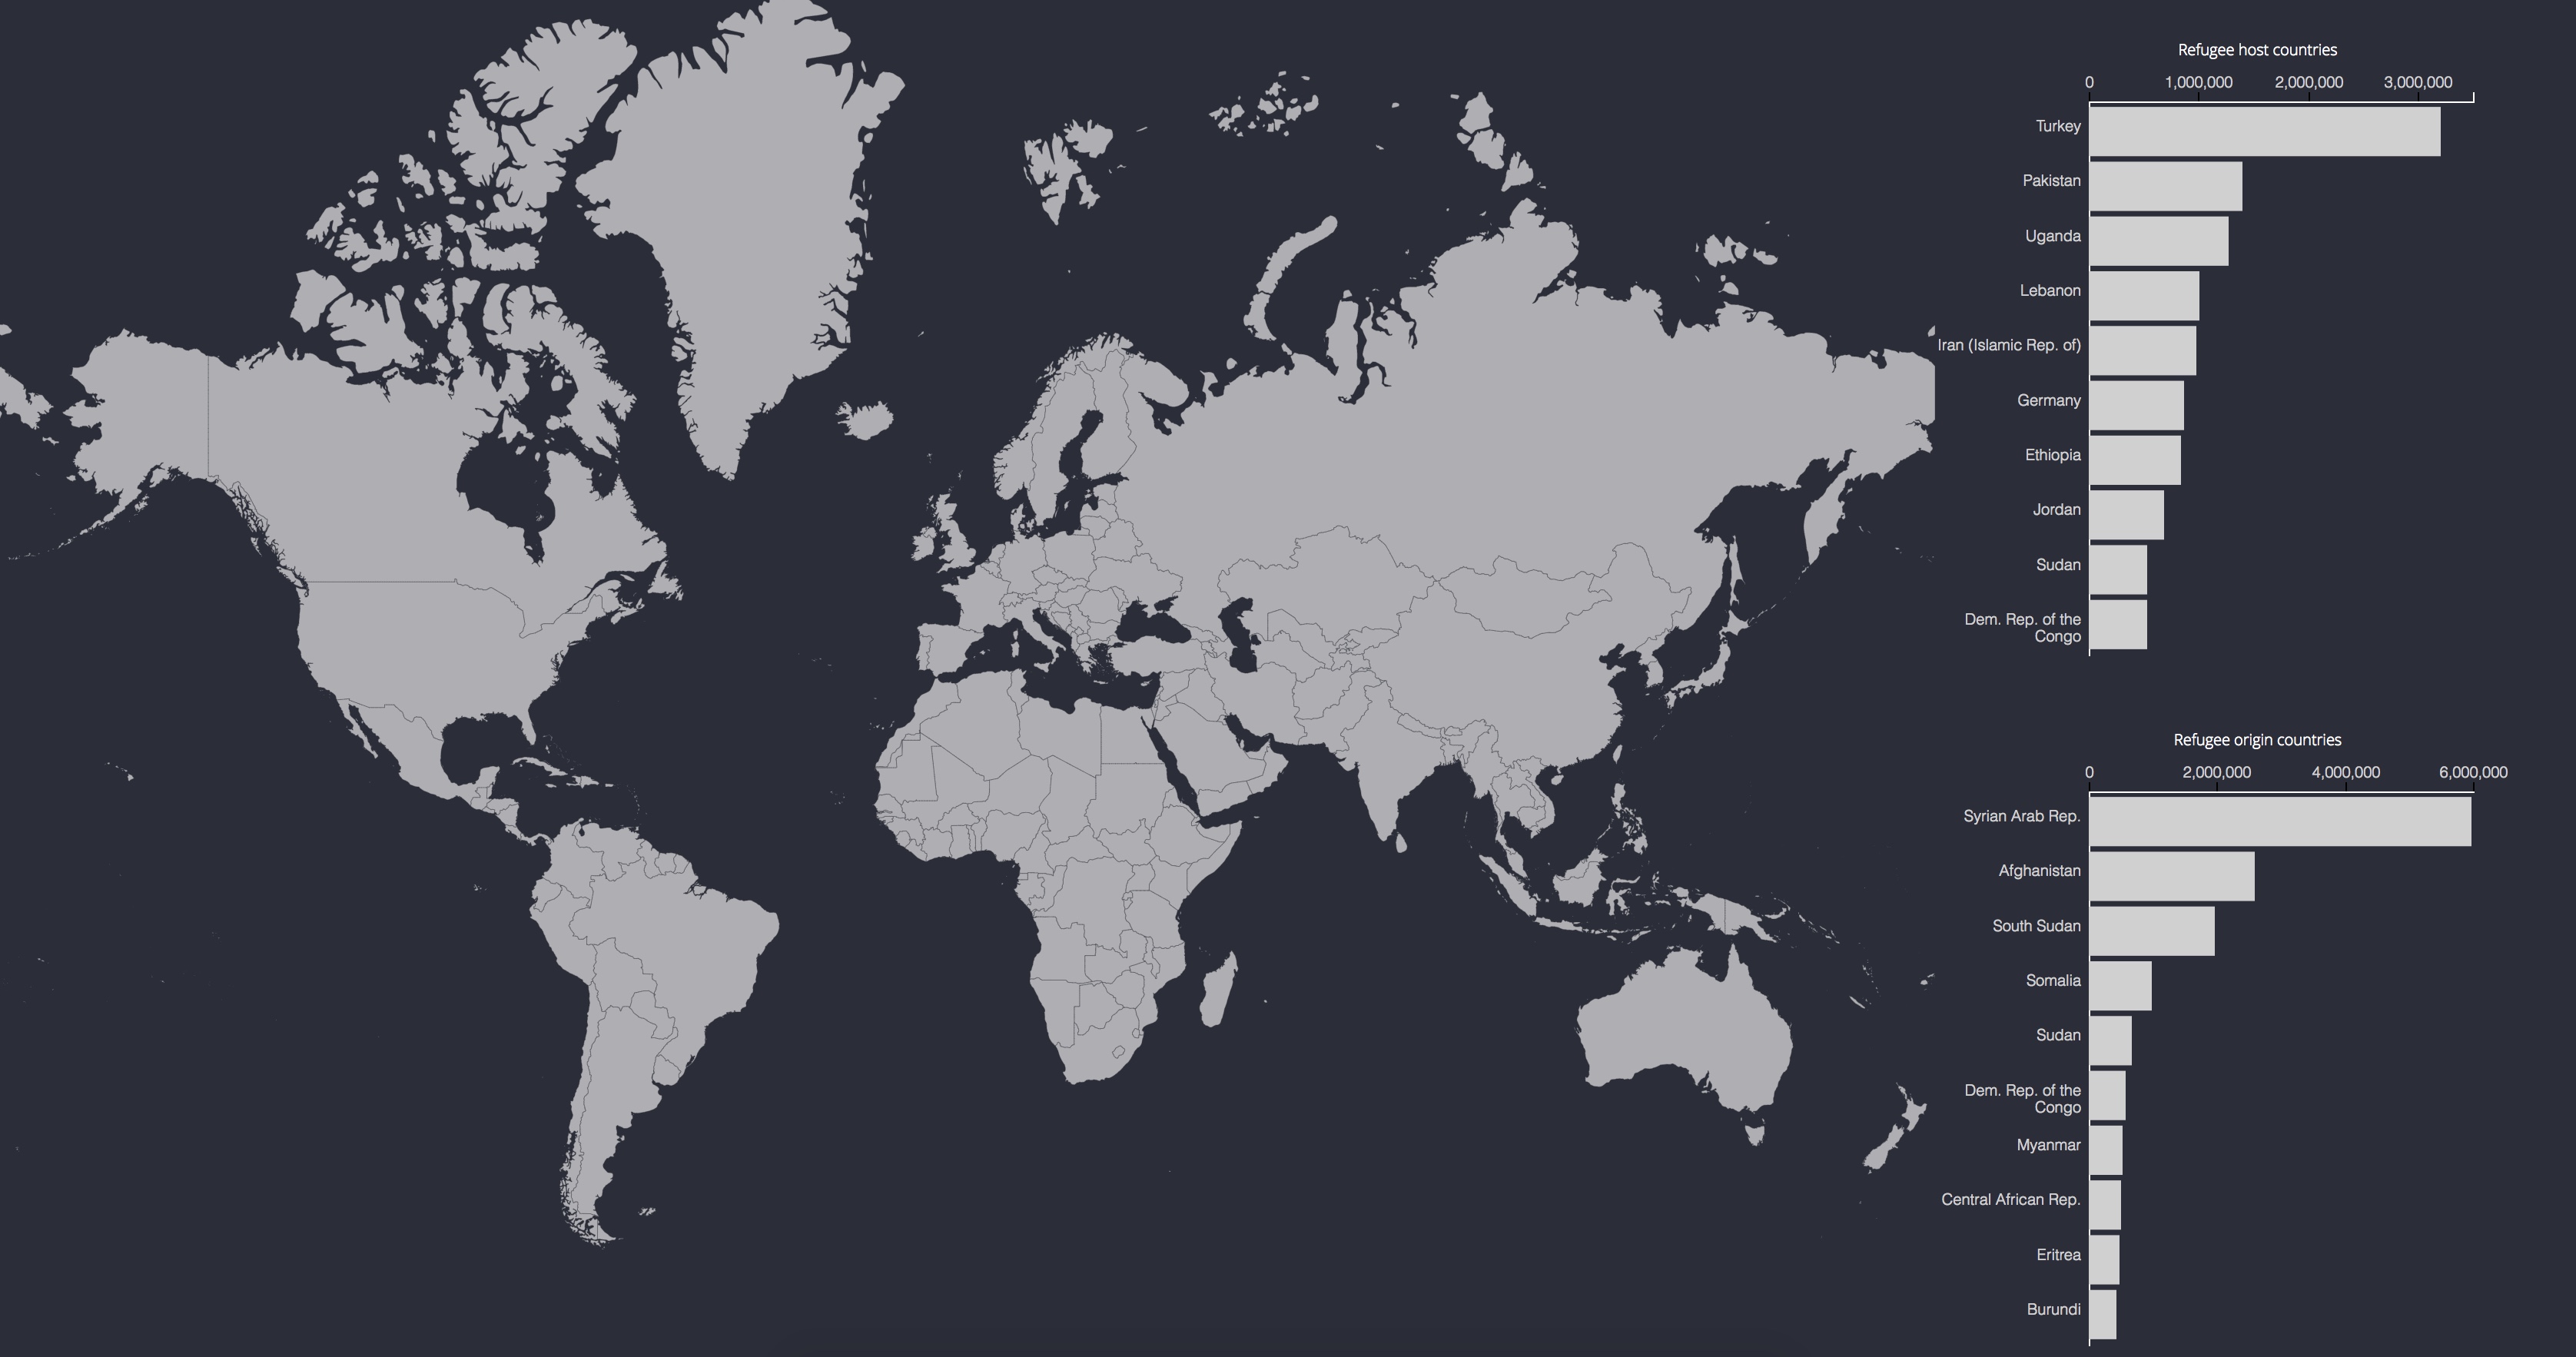 Refugee host countries
0 1,000,000 2,000,000 3,000,000
Turkey
Pakistan
Uganda
Lebanon
Iran (Islamic Rep. of)
Germany
Ethiopia
Jordan
Sudan
Dem. Rep. of the
Congo
Refugee origin countries
0 2,000,000 4,000,000 6,000,000
Syrian Arab Rep.
Afghanistan
South Sudan
Somalia
Sudan
Dem. Rep. of the
Congo
Myanmar
Central African Rep.
Eritrea
Burundi